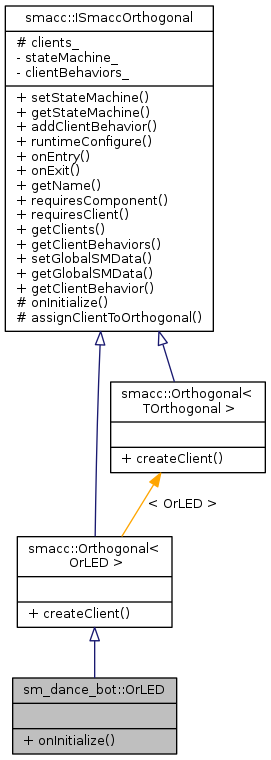 smacc::ISmaccOrthogonal
# clients_
- stateMachine_
- clientBehaviors_
+ setStateMachine()
+ getStateMachine()
+ addClientBehavior()
+ runtimeConfigure()
+ onEntry()
+ onExit()
+ getName()
+ requiresComponent()
+ requiresClient()
+ getClients()
+ getClientBehaviors()
+ setGlobalSMData()
+ getGlobalSMData()
+ getClientBehavior()
# onInitialize()
# assignClientToOrthogonal()
smacc::Orthogonal<
TOrthogonal >
+ createClient()
< OrLED >
smacc::Orthogonal<
OrLED >
+ createClient()
sm_dance_bot::OrLED
+ onInitialize()